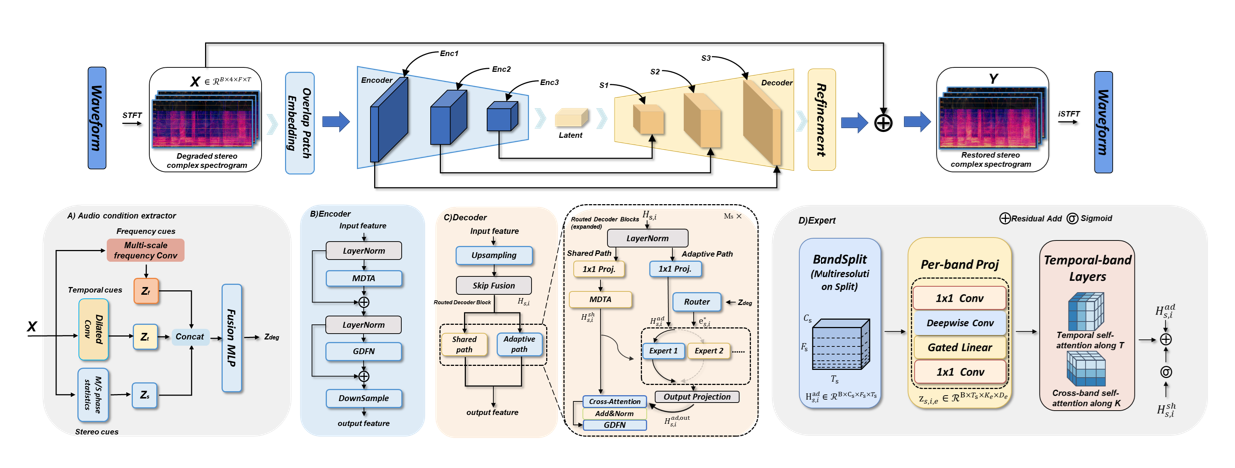 Waveform
STFT
X ∈ ℛ^{B×4×F×T}
Degraded stereo
complex spectrogram
Overlap Patch
Embedding
Encoder
Enc1
Enc2
Enc3
Latent
S1
S2
S3
Decoder
Refinement
Y
Restored stereo
complex spectrogram
iSTFT
Waveform
A) Audio condition extractor
Frequency cues
Multi-scale
frequency Conv
Z_f
Temporal cues
X
Dilated
Conv
Z_t
Concat
Fusion MLP
Z_deg
M/S phase
statistics
Z_s
Stereo cues
B)Encoder
Input feature
LayerNorm
MDTA
LayerNorm
GDFN
DownSample
output feature
C)Decoder
Input feature
Upsampling
Skip Fusion
Routed Decoder Block
H_{s,i}
Shared
path
Adaptive
path
output feature
Routed Decoder Blocks
(expanded)
H_{s,i}
M_s ×
LayerNorm
Shared Path
Adaptive Path
1x1 Proj.
1x1 Proj.
MDTA
Router
Z_deg
H_{s,i}^{sh}
H_{s,i}^{ad}
e_{s,i}^{*}
Expert 1
Expert 2
......
Cross-Attention
Output Projection
Add&Norm
H_{s,i}^{ad,out}
GDFN
D)Expert
Residual Add
Sigmoid
BandSplit
(Multiresoluti
on Split)
C_s
F_s
T_s
H_{s,i}^{ad} ∈ ℛ^{B×C_s×F_s×T_s}
Per-band Proj
1x1 Conv
Deepwise Conv
Gated Linear
1x1 Conv
z_{s,i,e} ∈ ℛ^{B×T_s×K_e×D_e}
Temporal-band
Layers
Temporal self-
attention along T
Cross-band self-
attention along K
H_{s,i}^{ad}
σ
H_{s,i}^{sh}